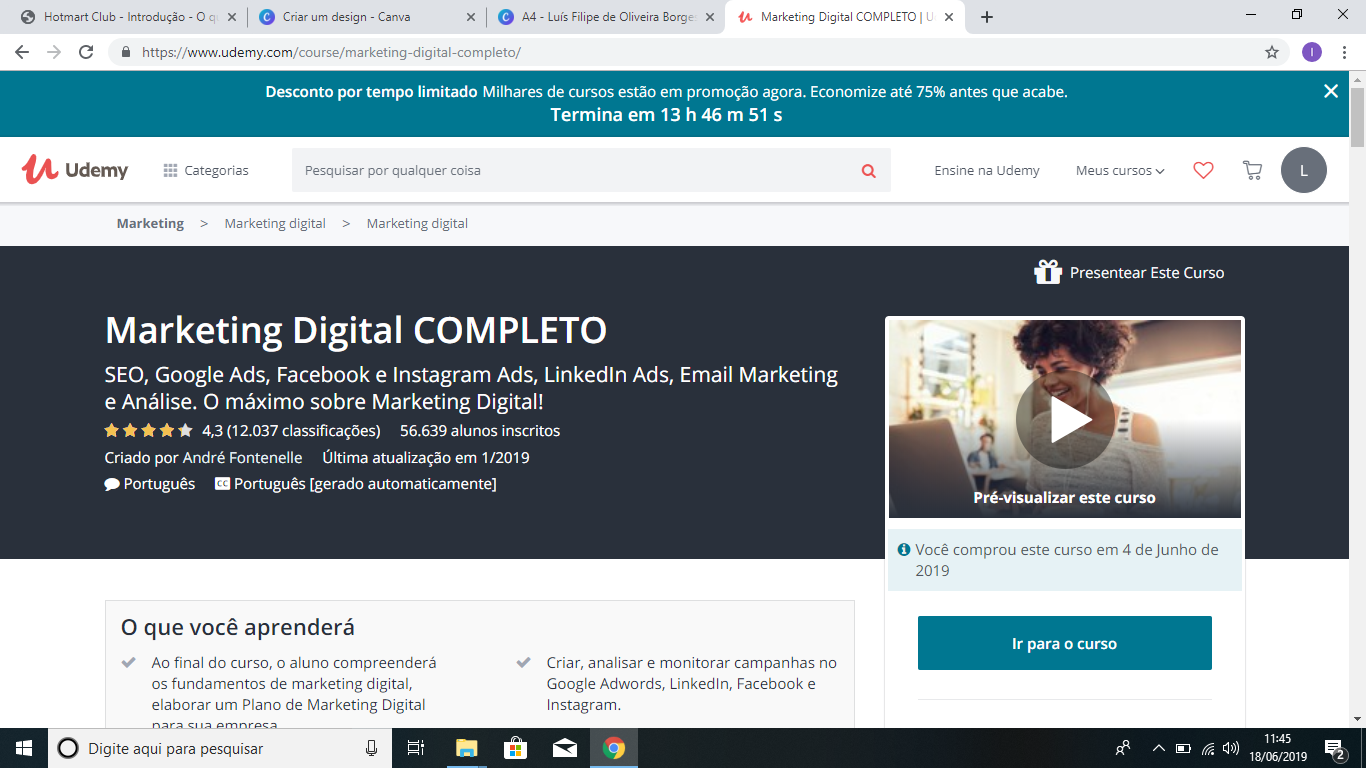 Hotmart Club - Introdução - O q
Criar um design - Canva
A4 - Luís Filipe de Oliveira Borges
Marketing Digital COMPLETO | U
https://www.udemy.com/course/marketing-digital-completo/
I
Desconto por tempo limitado Milhares de cursos estão em promoção agora. Economize até 75% antes que acabe.
Termina em 13 h 46 m 51 s
Udemy
Categorias
Pesquisar por qualquer coisa
Ensine na Udemy
Meus cursos
L
Marketing > Marketing digital > Marketing digital
Presentear Este Curso
Marketing Digital COMPLETO
SEO, Google Ads, Facebook e Instagram Ads, LinkedIn Ads, Email Marketing
e Análise. O máximo sobre Marketing Digital!
4,3 (12.037 classificações) 56.639 alunos inscritos
Criado por André Fontenelle Última atualização em 1/2019
Português CC Português [gerado automaticamente]
Pré-visualizar este curso
Você comprou este curso em 4 de Junho de
2019
Ir para o curso
O que você aprenderá
Ao final do curso, o aluno compreenderá
os fundamentos de marketing digital,
elaborar um Plano de Marketing Digital
para sua empresa
Criar, analisar e monitorar campanhas no
Google Adwords, LinkedIn, Facebook e
Instagram.
Digite aqui para pesquisar
11:45
18/06/2019
2